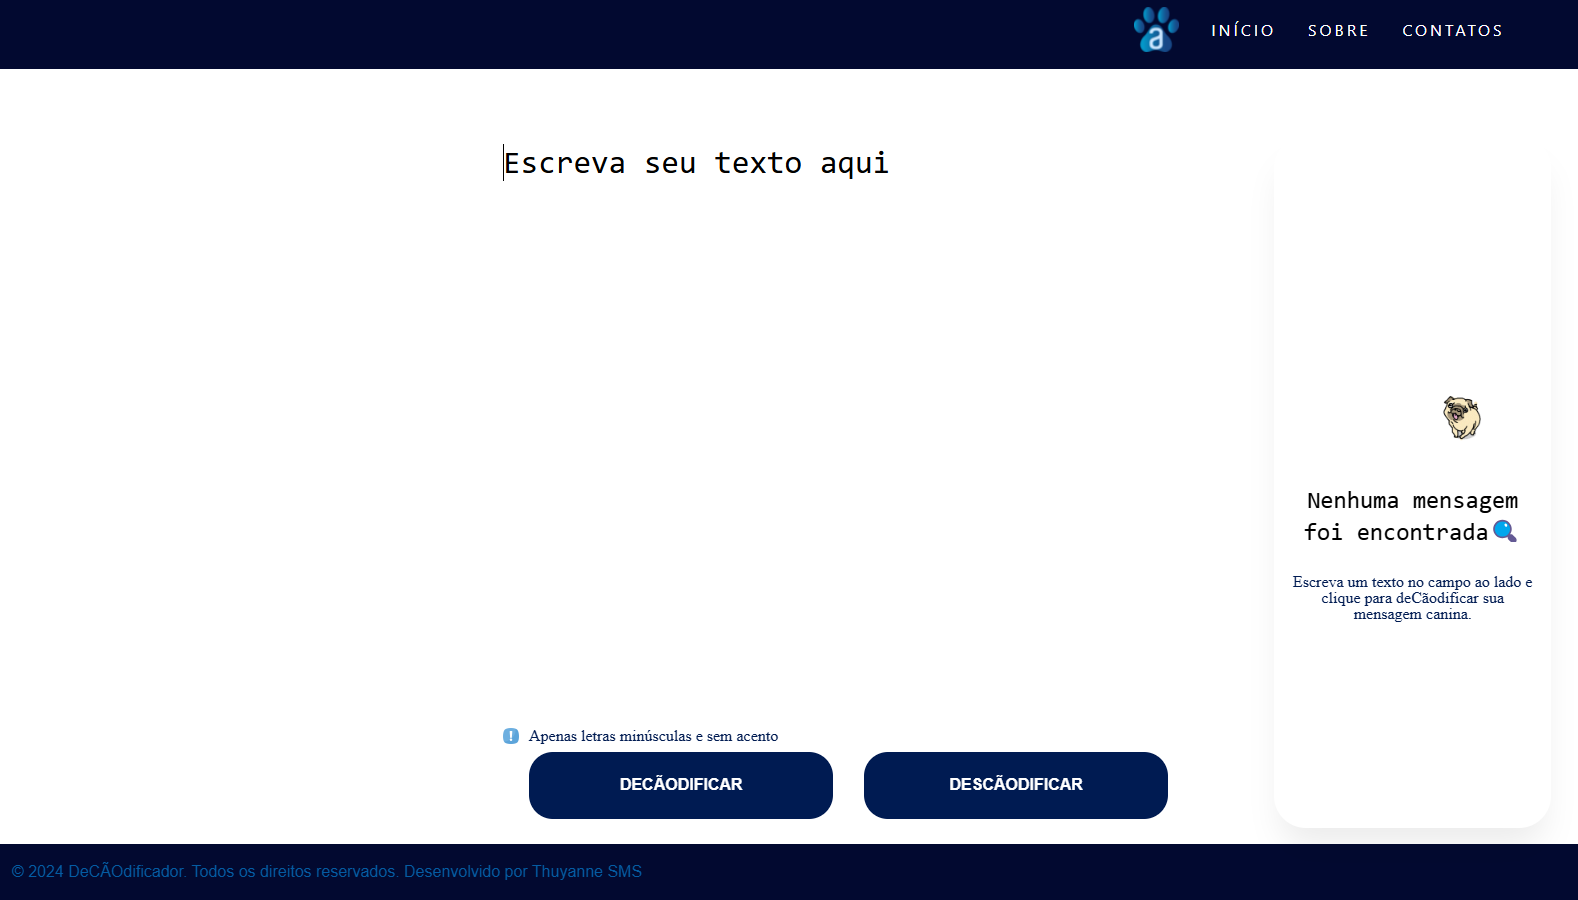 a
INÍCIO SOBRE CONTATOS
Escreva seu texto aqui
Nenhuma mensagem
foi encontrada
Escreva um texto no campo ao lado e
clique para deCãodificar sua
mensagem canina.
! Apenas letras minúsculas e sem acento
DECÃODIFICAR DESCÃODIFICAR
© 2024 DeCÃOdificador. Todos os direitos reservados. Desenvolvido por Thuyanne SMS